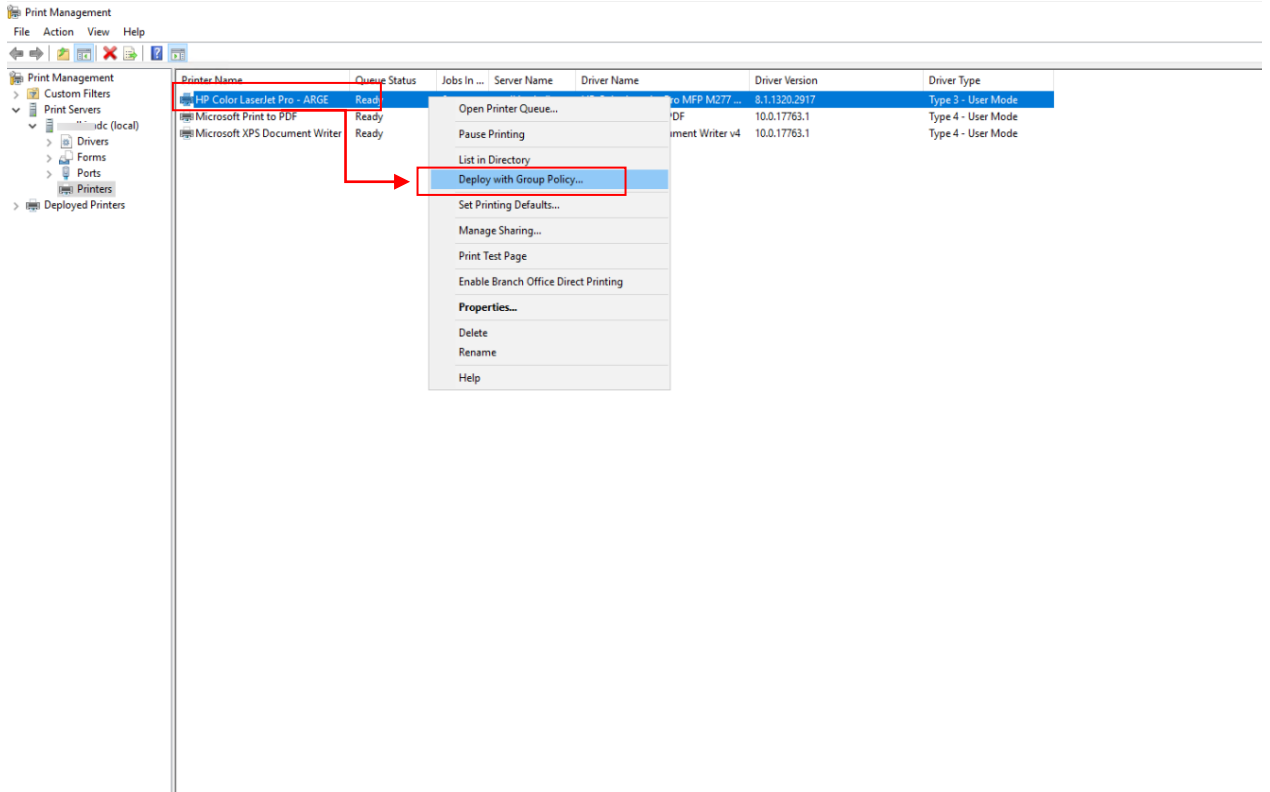 Print Management
File Action View Help
Print Management
Custom Filters
Print Servers
dc (local)
Drivers
Forms
Ports
Printers
Deployed Printers
Printer Name Queue Status Jobs In ... Server Name Driver Name Driver Version Driver Type
HP Color LaserJet Pro - ARGE Ready MFP M277 ... 8.1.1320.2917 Type 3 - User Mode
Microsoft Print to PDF Ready PDF 10.0.17763.1 Type 4 - User Mode
Microsoft XPS Document Writer Ready Writer v4 10.0.17763.1 Type 4 - User Mode
Open Printer Queue...
Pause Printing
List in Directory
Deploy with Group Policy...
Set Printing Defaults...
Manage Sharing...
Print Test Page
Enable Branch Office Direct Printing
Properties...
Delete
Rename
Help